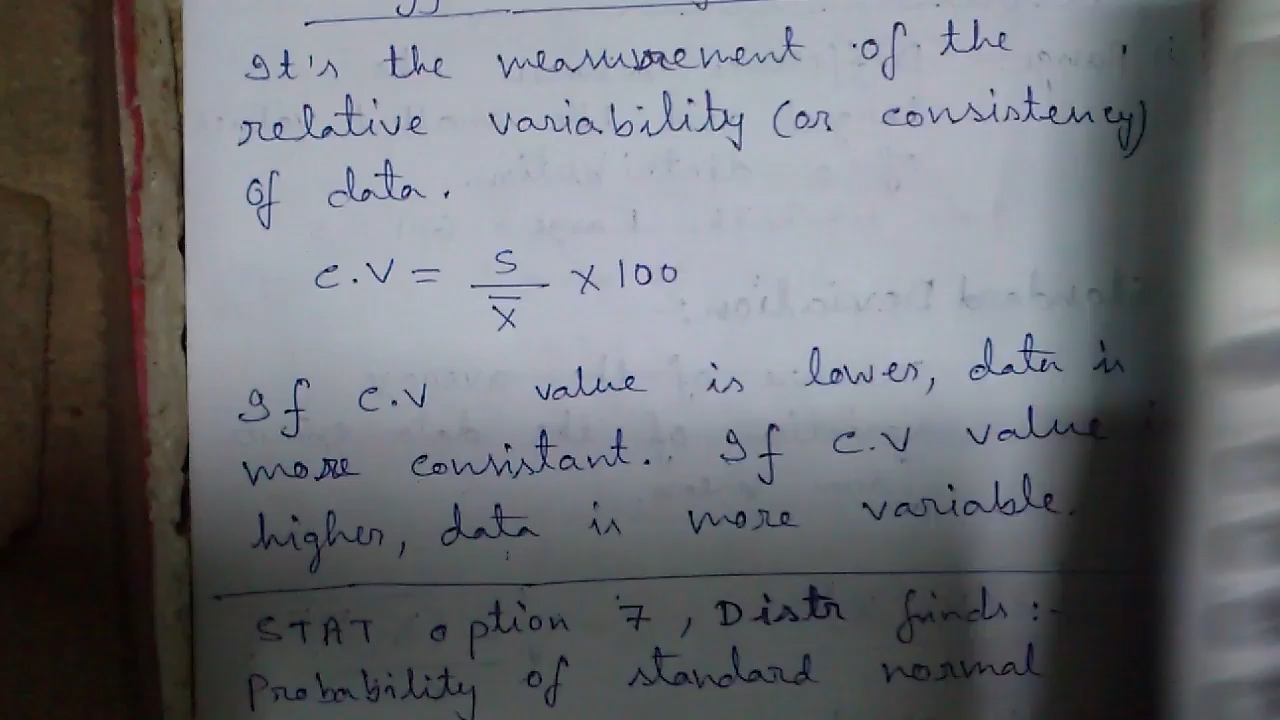 It's the measurement of the
relative variability (or consistency)
of data.
C.V = S / x̄ × 100
If C.V value is lower, data is
more consistant. If C.V value
higher, data is more variable.
STAT option 7, Distr finds :-
Probability of standard normal